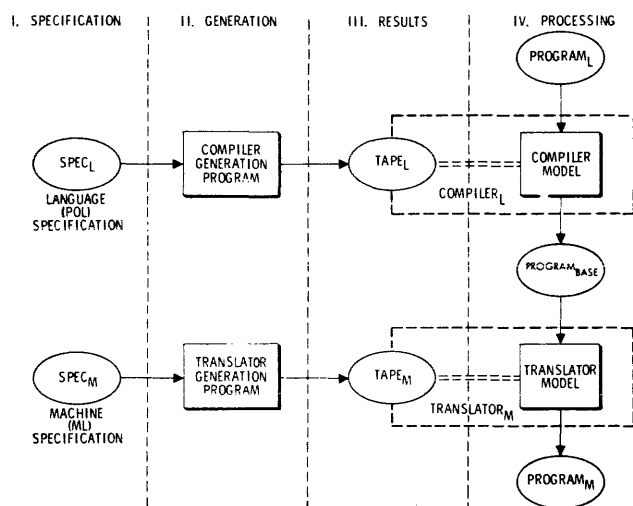 I. SPECIFICATION
II. GENERATION
III. RESULTS
IV. PROCESSING
PROGRAM_L
SPEC_L
LANGUAGE
(POL)
SPECIFICATION
COMPILER
GENERATION
PROGRAM
TAPE_L
COMPILER
MODEL
COMPILER_L
PROGRAM_BASE
SPEC_M
MACHINE
(ML)
SPECIFICATION
TRANSLATOR
GENERATION
PROGRAM
TAPE_M
TRANSLATOR
MODEL
TRANSLATOR_M
PROGRAM_M